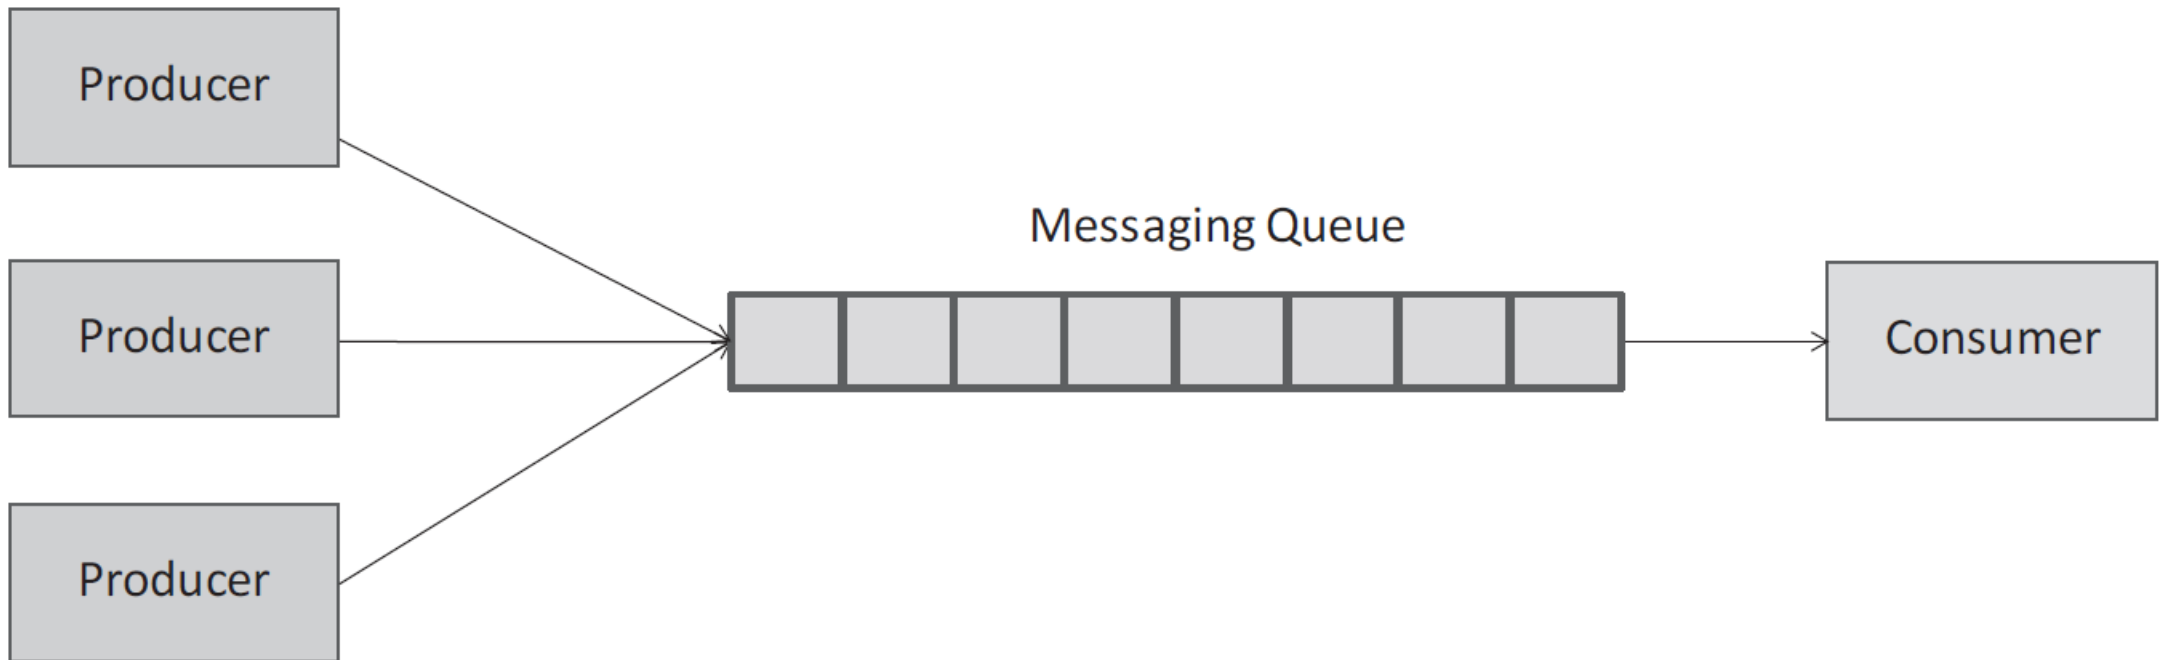 Producer
Messaging Queue
Producer
Consumer
Producer